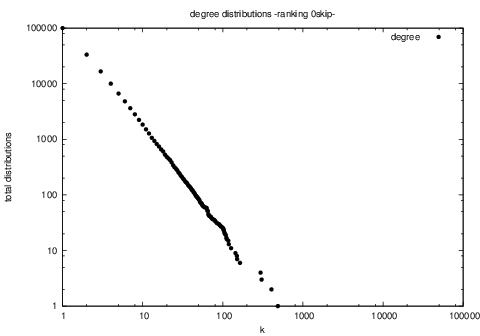 degree distributions -ranking 0skip-
degree
100000
10000
1000
100
10
1
total distributions
1 10 100 1000 10000 100000
k